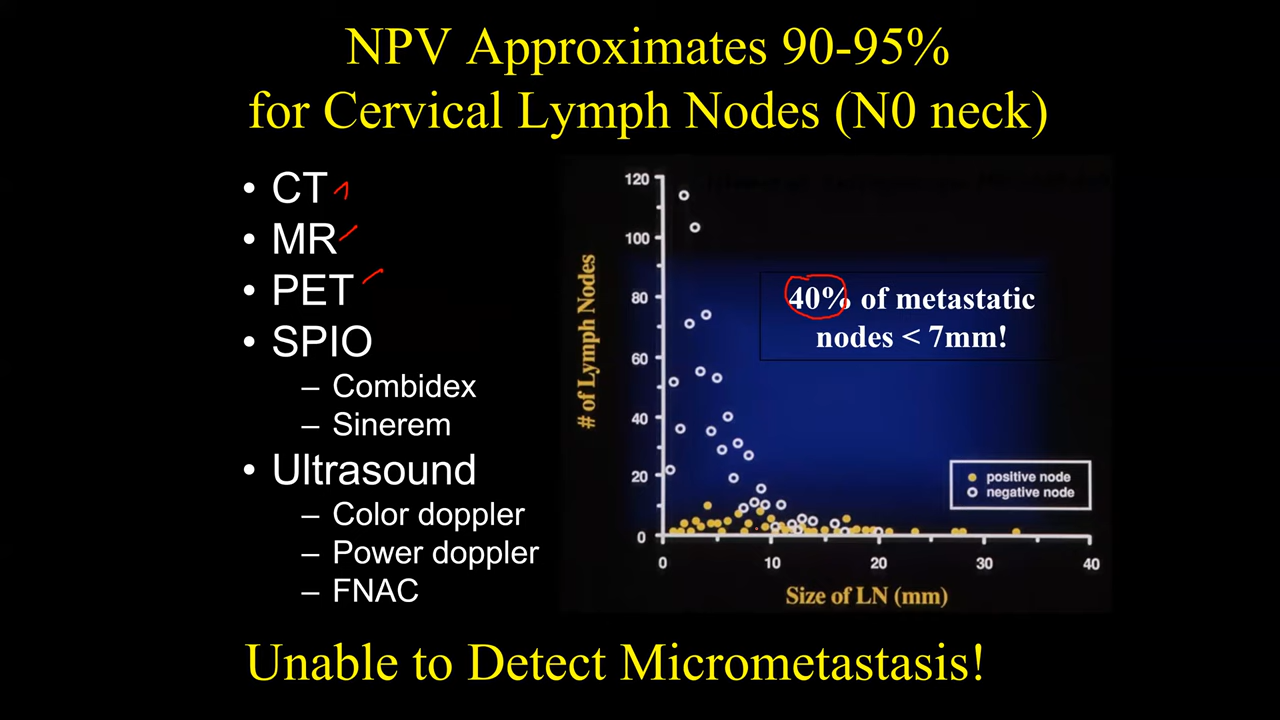 NPV Approximates 90-95%
for Cervical Lymph Nodes (N0 neck)
• CT
• MR
• PET
• SPIO
– Combidex
– Sinerem
• Ultrasound
– Color doppler
– Power doppler
– FNAC
120
100
80
60
40
20
0
# of Lymph Nodes
40% of metastatic
nodes < 7mm!
positive node
negative node
0 10 20 30 40
Size of LN (mm)
Unable to Detect Micrometastasis!